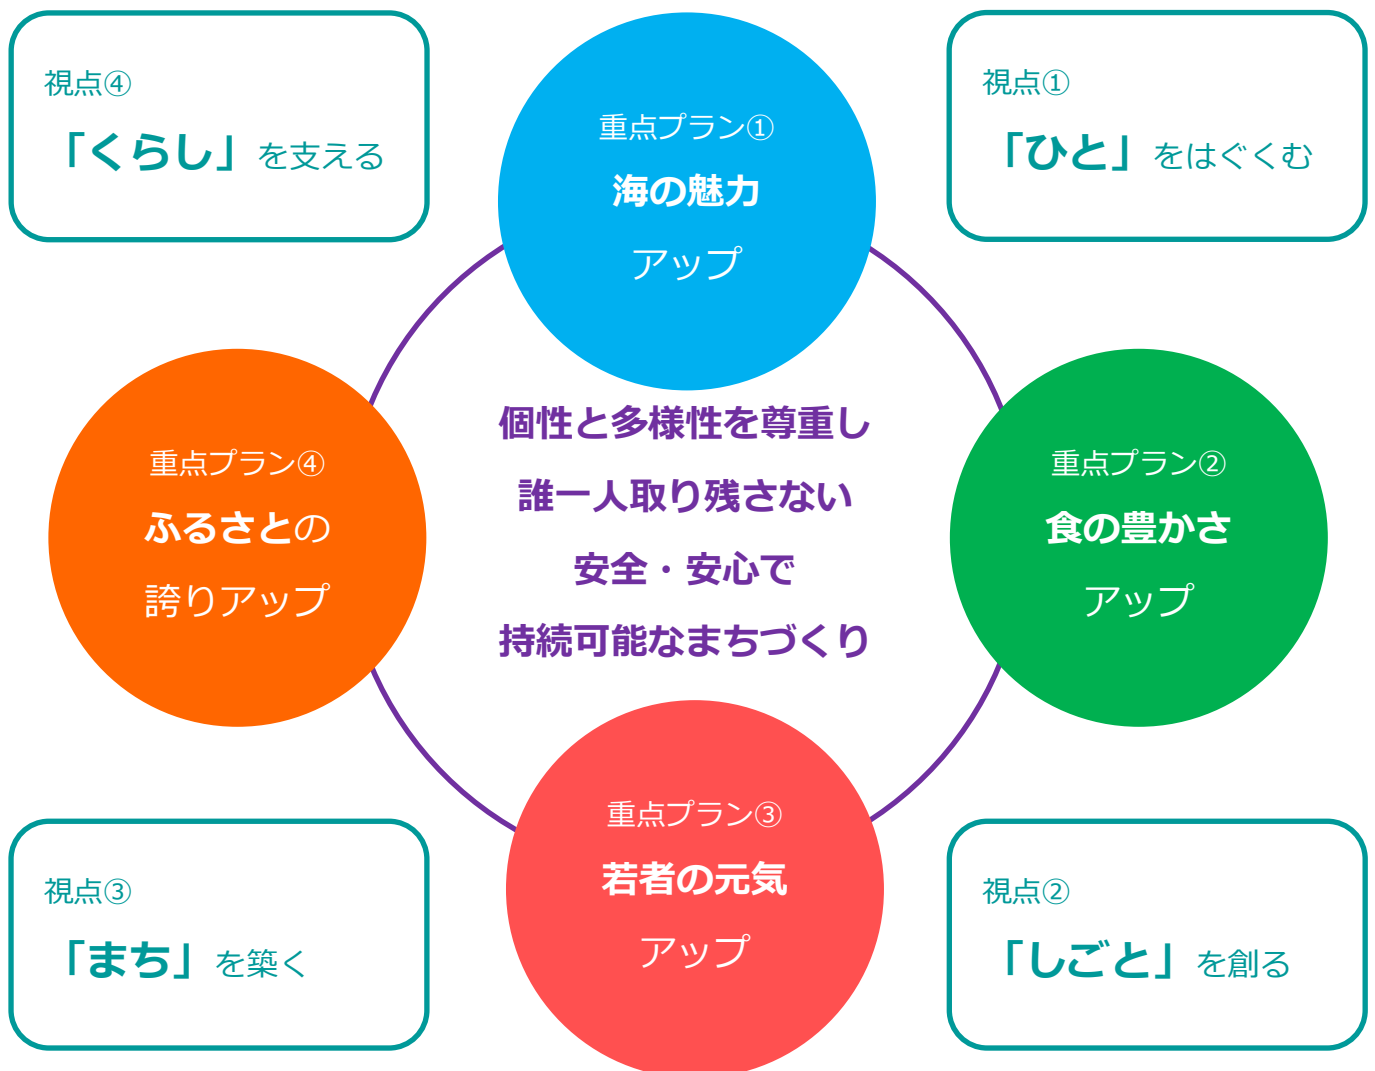 視点④
「くらし」を支える
重点プラン①
海の魅力
アップ
視点①
「ひと」をはぐくむ
重点プラン④
ふるさとの
誇りアップ
個性と多様性を尊重し
誰一人取り残さない
安全・安心で
持続可能なまちづくり
重点プラン②
食の豊かさ
アップ
視点③
「まち」を築く
重点プラン③
若者の元気
アップ
視点②
「しごと」を創る